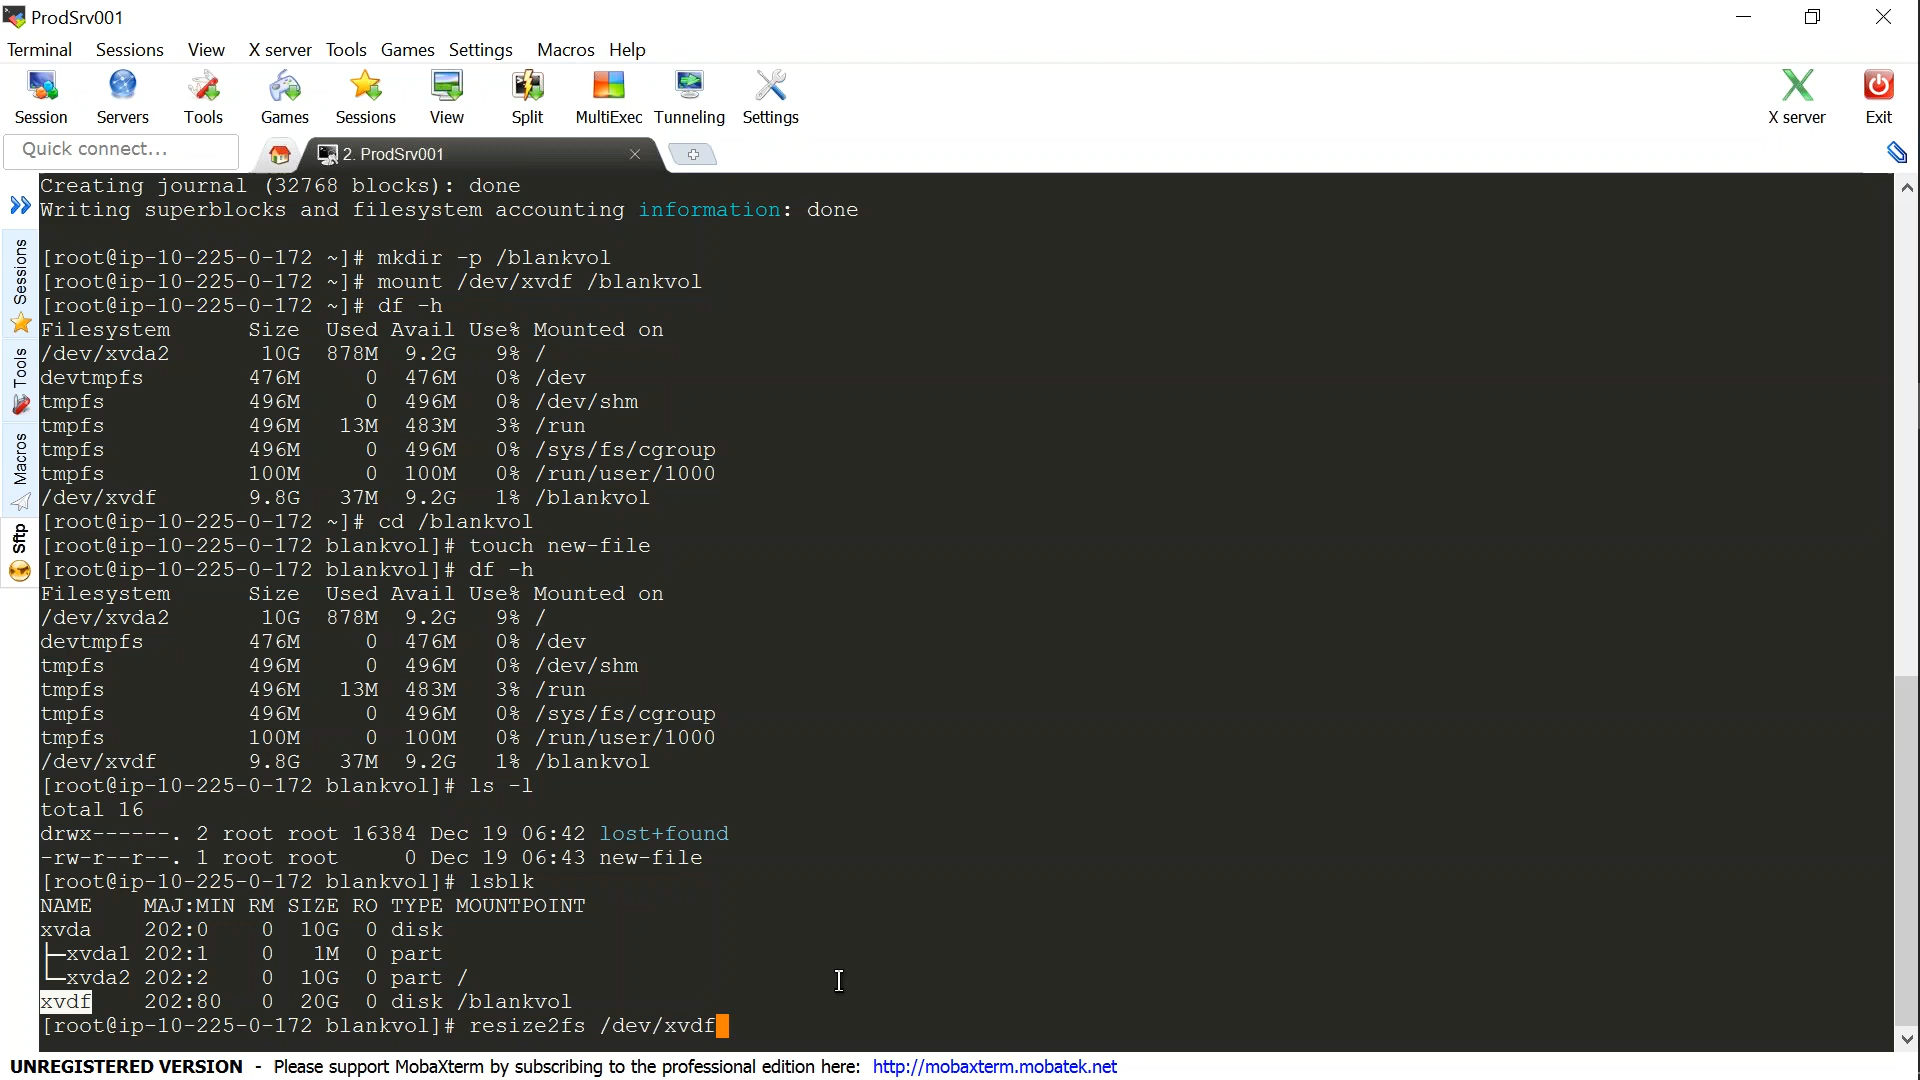 ProdSrv001
Terminal Sessions View X server Tools Games Settings Macros Help
Session Servers Tools Games Sessions View Split MultiExec Tunneling Settings X server Exit
Quick connect... 2. ProdSrv001
Sessions
Tools
Macros
Sftp
Creating journal (32768 blocks): done
Writing superblocks and filesystem accounting information: done
[root@ip-10-225-0-172 ~]# mkdir -p /blankvol
[root@ip-10-225-0-172 ~]# mount /dev/xvdf /blankvol
[root@ip-10-225-0-172 ~]# df -h
Filesystem      Size  Used Avail Use% Mounted on
/dev/xvda2       10G  878M  9.2G   9% /
devtmpfs        476M     0  476M   0% /dev
tmpfs           496M     0  496M   0% /dev/shm
tmpfs           496M   13M  483M   3% /run
tmpfs           496M     0  496M   0% /sys/fs/cgroup
tmpfs           100M     0  100M   0% /run/user/1000
/dev/xvdf       9.8G   37M  9.2G   1% /blankvol
[root@ip-10-225-0-172 ~]# cd /blankvol
[root@ip-10-225-0-172 blankvol]# touch new-file
[root@ip-10-225-0-172 blankvol]# df -h
Filesystem      Size  Used Avail Use% Mounted on
/dev/xvda2       10G  878M  9.2G   9% /
devtmpfs        476M     0  476M   0% /dev
tmpfs           496M     0  496M   0% /dev/shm
tmpfs           496M   13M  483M   3% /run
tmpfs           496M     0  496M   0% /sys/fs/cgroup
tmpfs           100M     0  100M   0% /run/user/1000
/dev/xvdf       9.8G   37M  9.2G   1% /blankvol
[root@ip-10-225-0-172 blankvol]# ls -l
total 16
drwx------. 2 root root 16384 Dec 19 06:42 lost+found
-rw-r--r--. 1 root root     0 Dec 19 06:43 new-file
[root@ip-10-225-0-172 blankvol]# lsblk
NAME    MAJ:MIN RM SIZE RO TYPE MOUNTPOINT
xvda    202:0    0  10G  0 disk
├─xvda1 202:1    0   1M  0 part
└─xvda2 202:2    0  10G  0 part /
xvdf    202:80   0  20G  0 disk /blankvol
[root@ip-10-225-0-172 blankvol]# resize2fs /dev/xvdf
UNREGISTERED VERSION - Please support MobaXterm by subscribing to the professional edition here: http://mobaxterm.mobatek.net